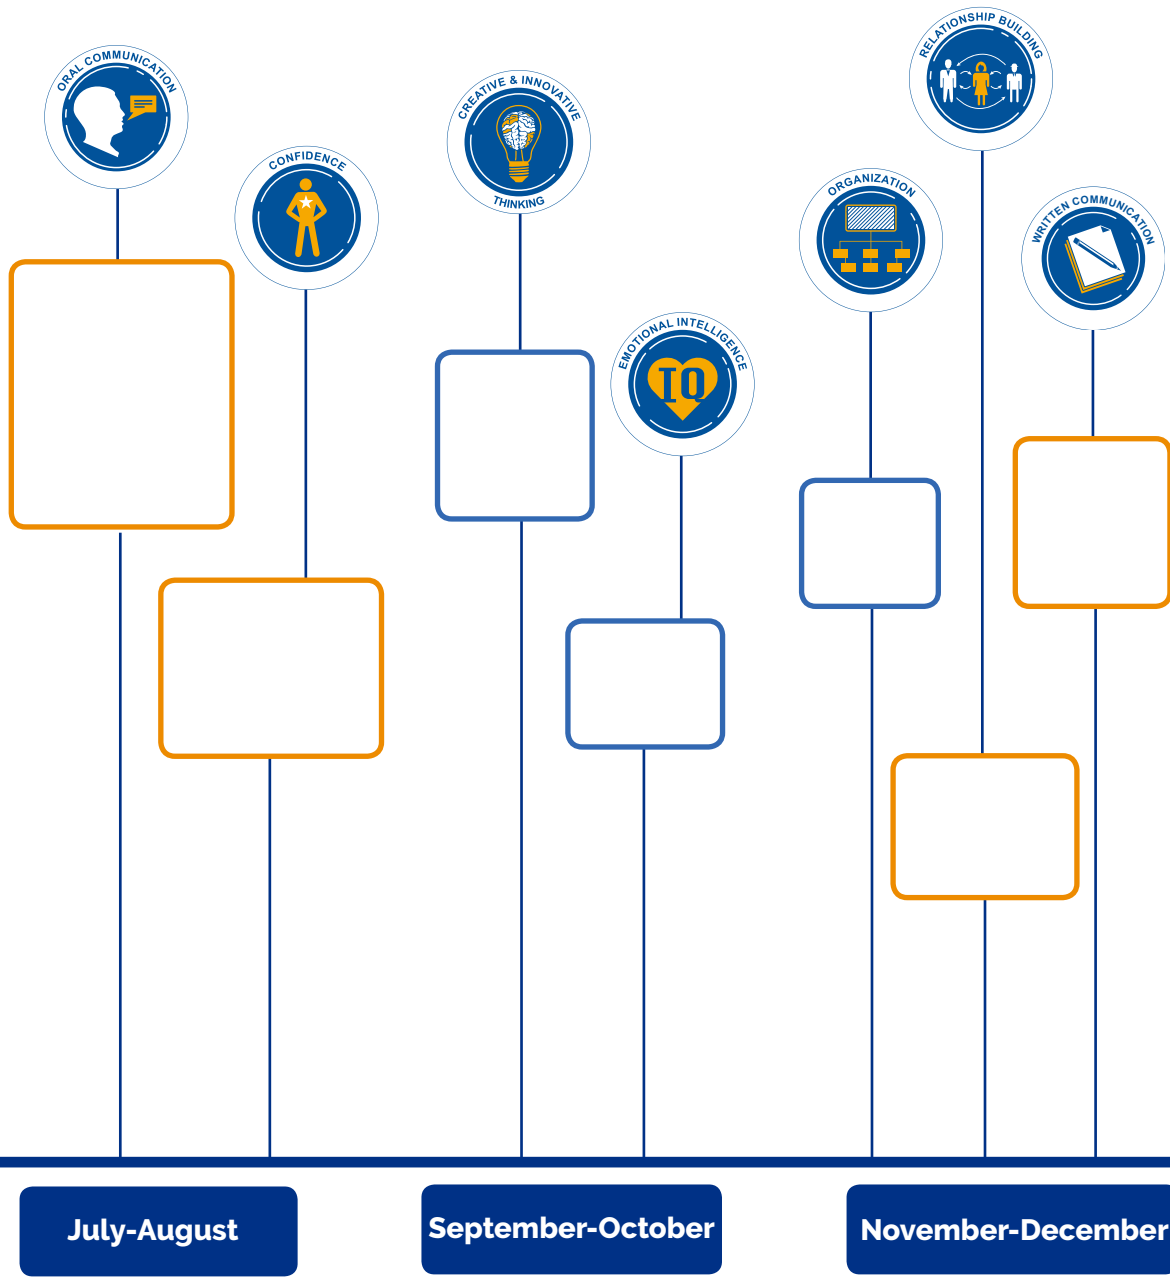 ORAL COMMUNICATION
CONFIDENCE
CREATIVE & INNOVATIVE
THINKING
EMOTIONAL INTELLIGENCE
IQ
ORGANIZATION
RELATIONSHIP BUILDING
WRITTEN COMMUNICATION
July-August
September-October
November-December